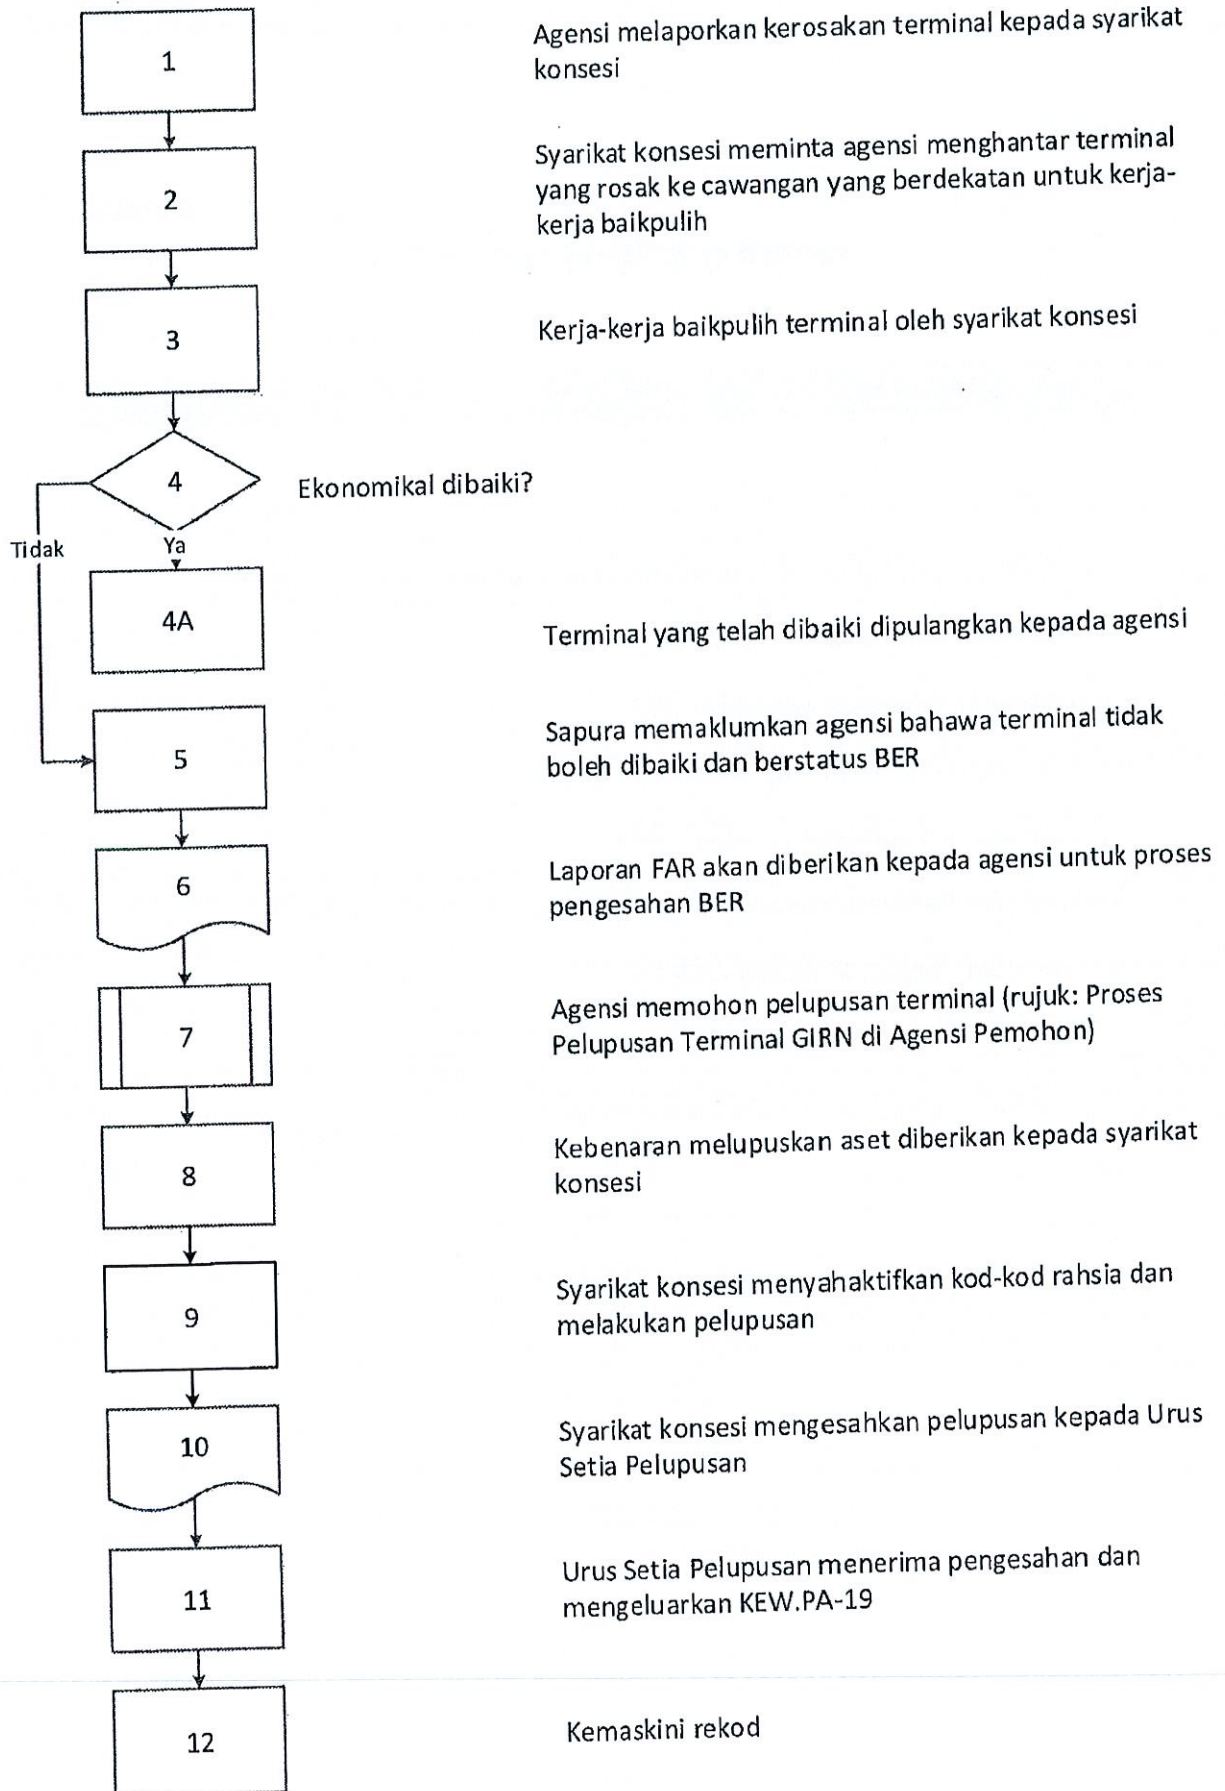 1
Agensi melaporkan kerosakan terminal kepada syarikat
konsesi
2
Syarikat konsesi meminta agensi menghantar terminal
yang rosak ke cawangan yang berdekatan untuk kerja-
kerja baikpulih
3
Kerja-kerja baikpulih terminal oleh syarikat konsesi
4
Ekonomikal dibaiki?
Tidak
Ya
4A
Terminal yang telah dibaiki dipulangkan kepada agensi
5
Sapura memaklumkan agensi bahawa terminal tidak
boleh dibaiki dan berstatus BER
6
Laporan FAR akan diberikan kepada agensi untuk proses
pengesahan BER
7
Agensi memohon pelupusan terminal (rujuk: Proses
Pelupusan Terminal GIRN di Agensi Pemohon)
8
Kebenaran melupuskan aset diberikan kepada syarikat
konsesi
9
Syarikat konsesi menyahaktifkan kod-kod rahsia dan
melakukan pelupusan
10
Syarikat konsesi mengesahkan pelupusan kepada Urus
Setia Pelupusan
11
Urus Setia Pelupusan menerima pengesahan dan
mengeluarkan KEW.PA-19
12
Kemaskini rekod